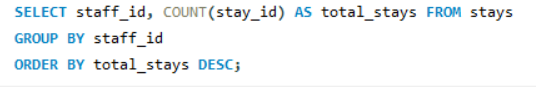 SELECT staff_id, COUNT(stay_id) AS total_stays FROM stays
GROUP BY staff_id
ORDER BY total_stays DESC;